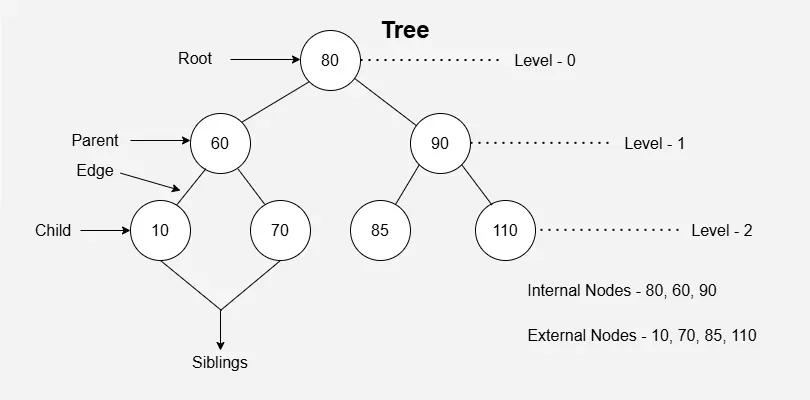 Tree
Root
80
Level - 0
Parent
60
90
Level - 1
Edge
Child
10
70
85
110
Level - 2
Internal Nodes - 80, 60, 90
External Nodes - 10, 70, 85, 110
Siblings